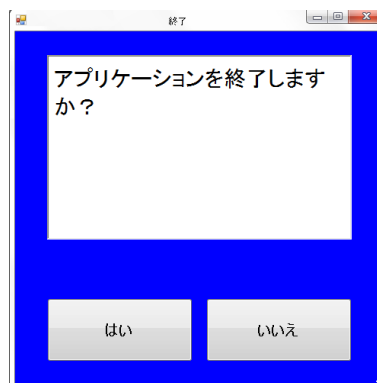 終了
アプリケーションを終了します
か？
はい
いいえ